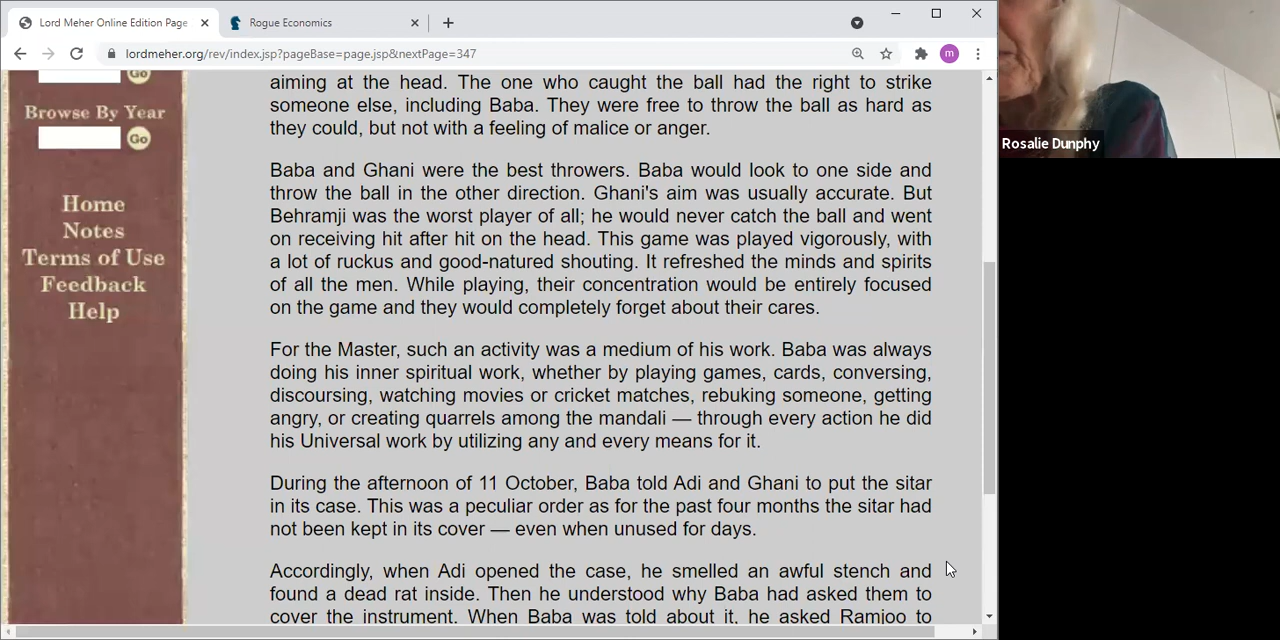 Lord Meher Online Edition Page
Rogue Economics
lordmeher.org/rev/index.jsp?pageBase=page.jsp&nextPage=347
m
Go
Browse By Year
Go
Home
Notes
Terms of Use
Feedback
Help
aiming at the head. The one who caught the ball had the right to strike
someone else, including Baba. They were free to throw the ball as hard as
they could, but not with a feeling of malice or anger.
Baba and Ghani were the best throwers. Baba would look to one side and
throw the ball in the other direction. Ghani's aim was usually accurate. But
Behramji was the worst player of all; he would never catch the ball and went
on receiving hit after hit on the head. This game was played vigorously, with
a lot of ruckus and good-natured shouting. It refreshed the minds and spirits
of all the men. While playing, their concentration would be entirely focused
on the game and they would completely forget about their cares.
For the Master, such an activity was a medium of his work. Baba was always
doing his inner spiritual work, whether by playing games, cards, conversing,
discoursing, watching movies or cricket matches, rebuking someone, getting
angry, or creating quarrels among the mandali — through every action he did
his Universal work by utilizing any and every means for it.
During the afternoon of 11 October, Baba told Adi and Ghani to put the sitar
in its case. This was a peculiar order as for the past four months the sitar had
not been kept in its cover — even when unused for days.
Accordingly, when Adi opened the case, he smelled an awful stench and
found a dead rat inside. Then he understood why Baba had asked them to
cover the instrument. When Baba was told about it, he asked Ramjoo to
Rosalie Dunphy